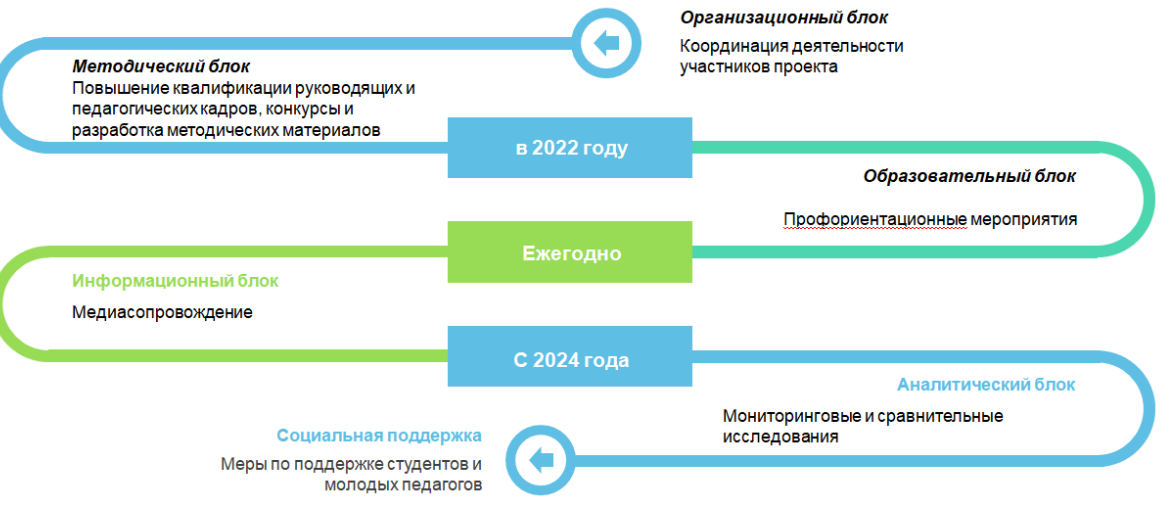 Организационный блок
Координация деятельности
участников проекта
Методический блок
Повышение квалификации руководящих и
педагогических кадров, конкурсы и
разработка методических материалов
в 2022 году
Образовательный блок
Профориентационные мероприятия
Ежегодно
Информационный блок
Медиасопровождение
С 2024 года
Аналитический блок
Мониторинговые и сравнительные
исследования
Социальная поддержка
Меры по поддержке студентов и
молодых педагогов